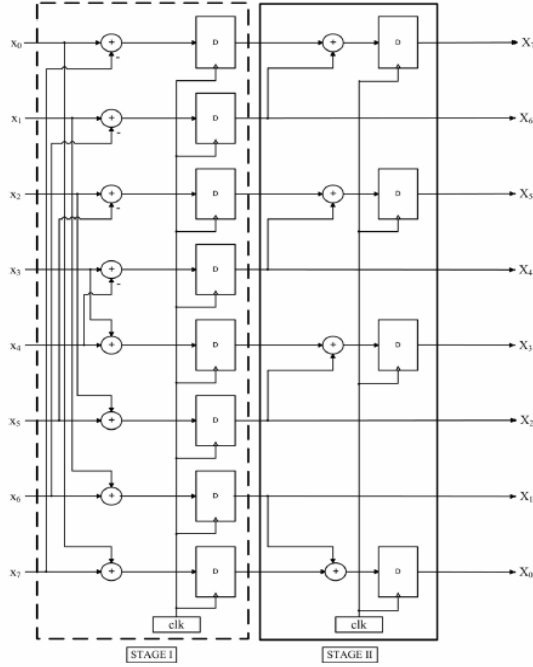 x₀ + - D + D X₇
x₁ + - D X₆
x₂ + - D + D X₅
x₃ + - D X₄
x₄ + D + D X₃
x₅ + D X₂
x₆ + D X₁
x₇ + D + D X₀
clk clk
STAGE I STAGE II